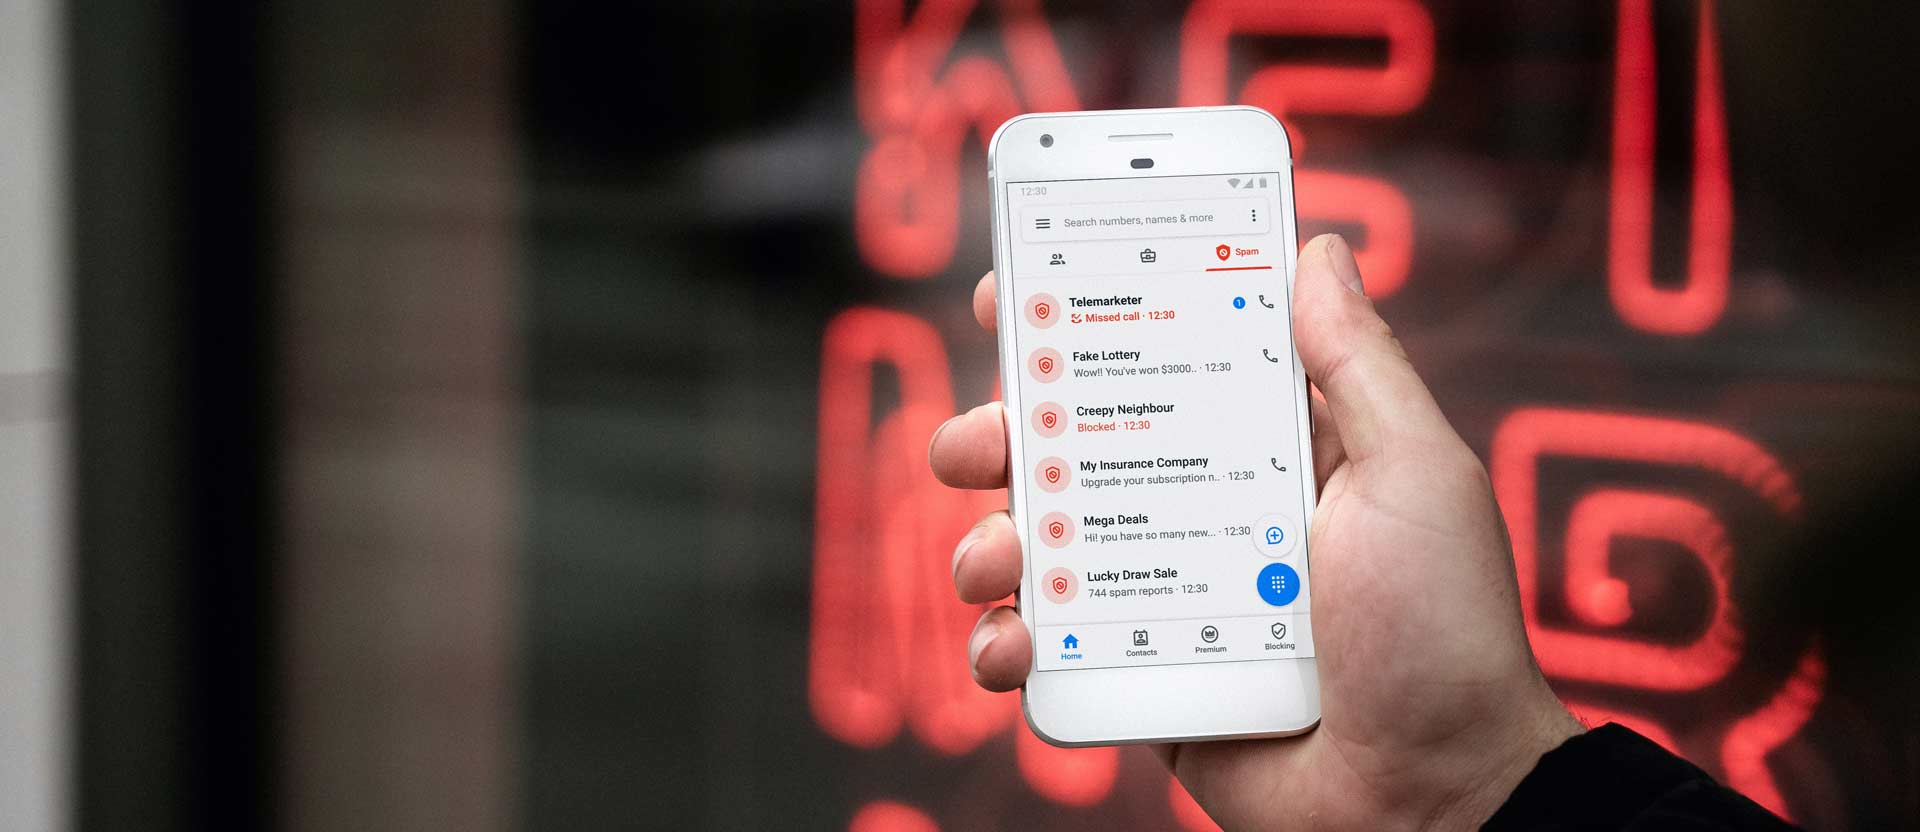 12:30
Search numbers, names & more
Spam
Telemarketer
1
Missed call · 12:30
Fake Lottery
Wow!! You've won $3000.. · 12:30
Creepy Neighbour
Blocked · 12:30
My Insurance Company
Upgrade your subscription n.. · 12:30
Mega Deals
Hi! you have so many new... · 12:30
Lucky Draw Sale
744 spam reports · 12:30
Home
Contacts
Premium
Blocking